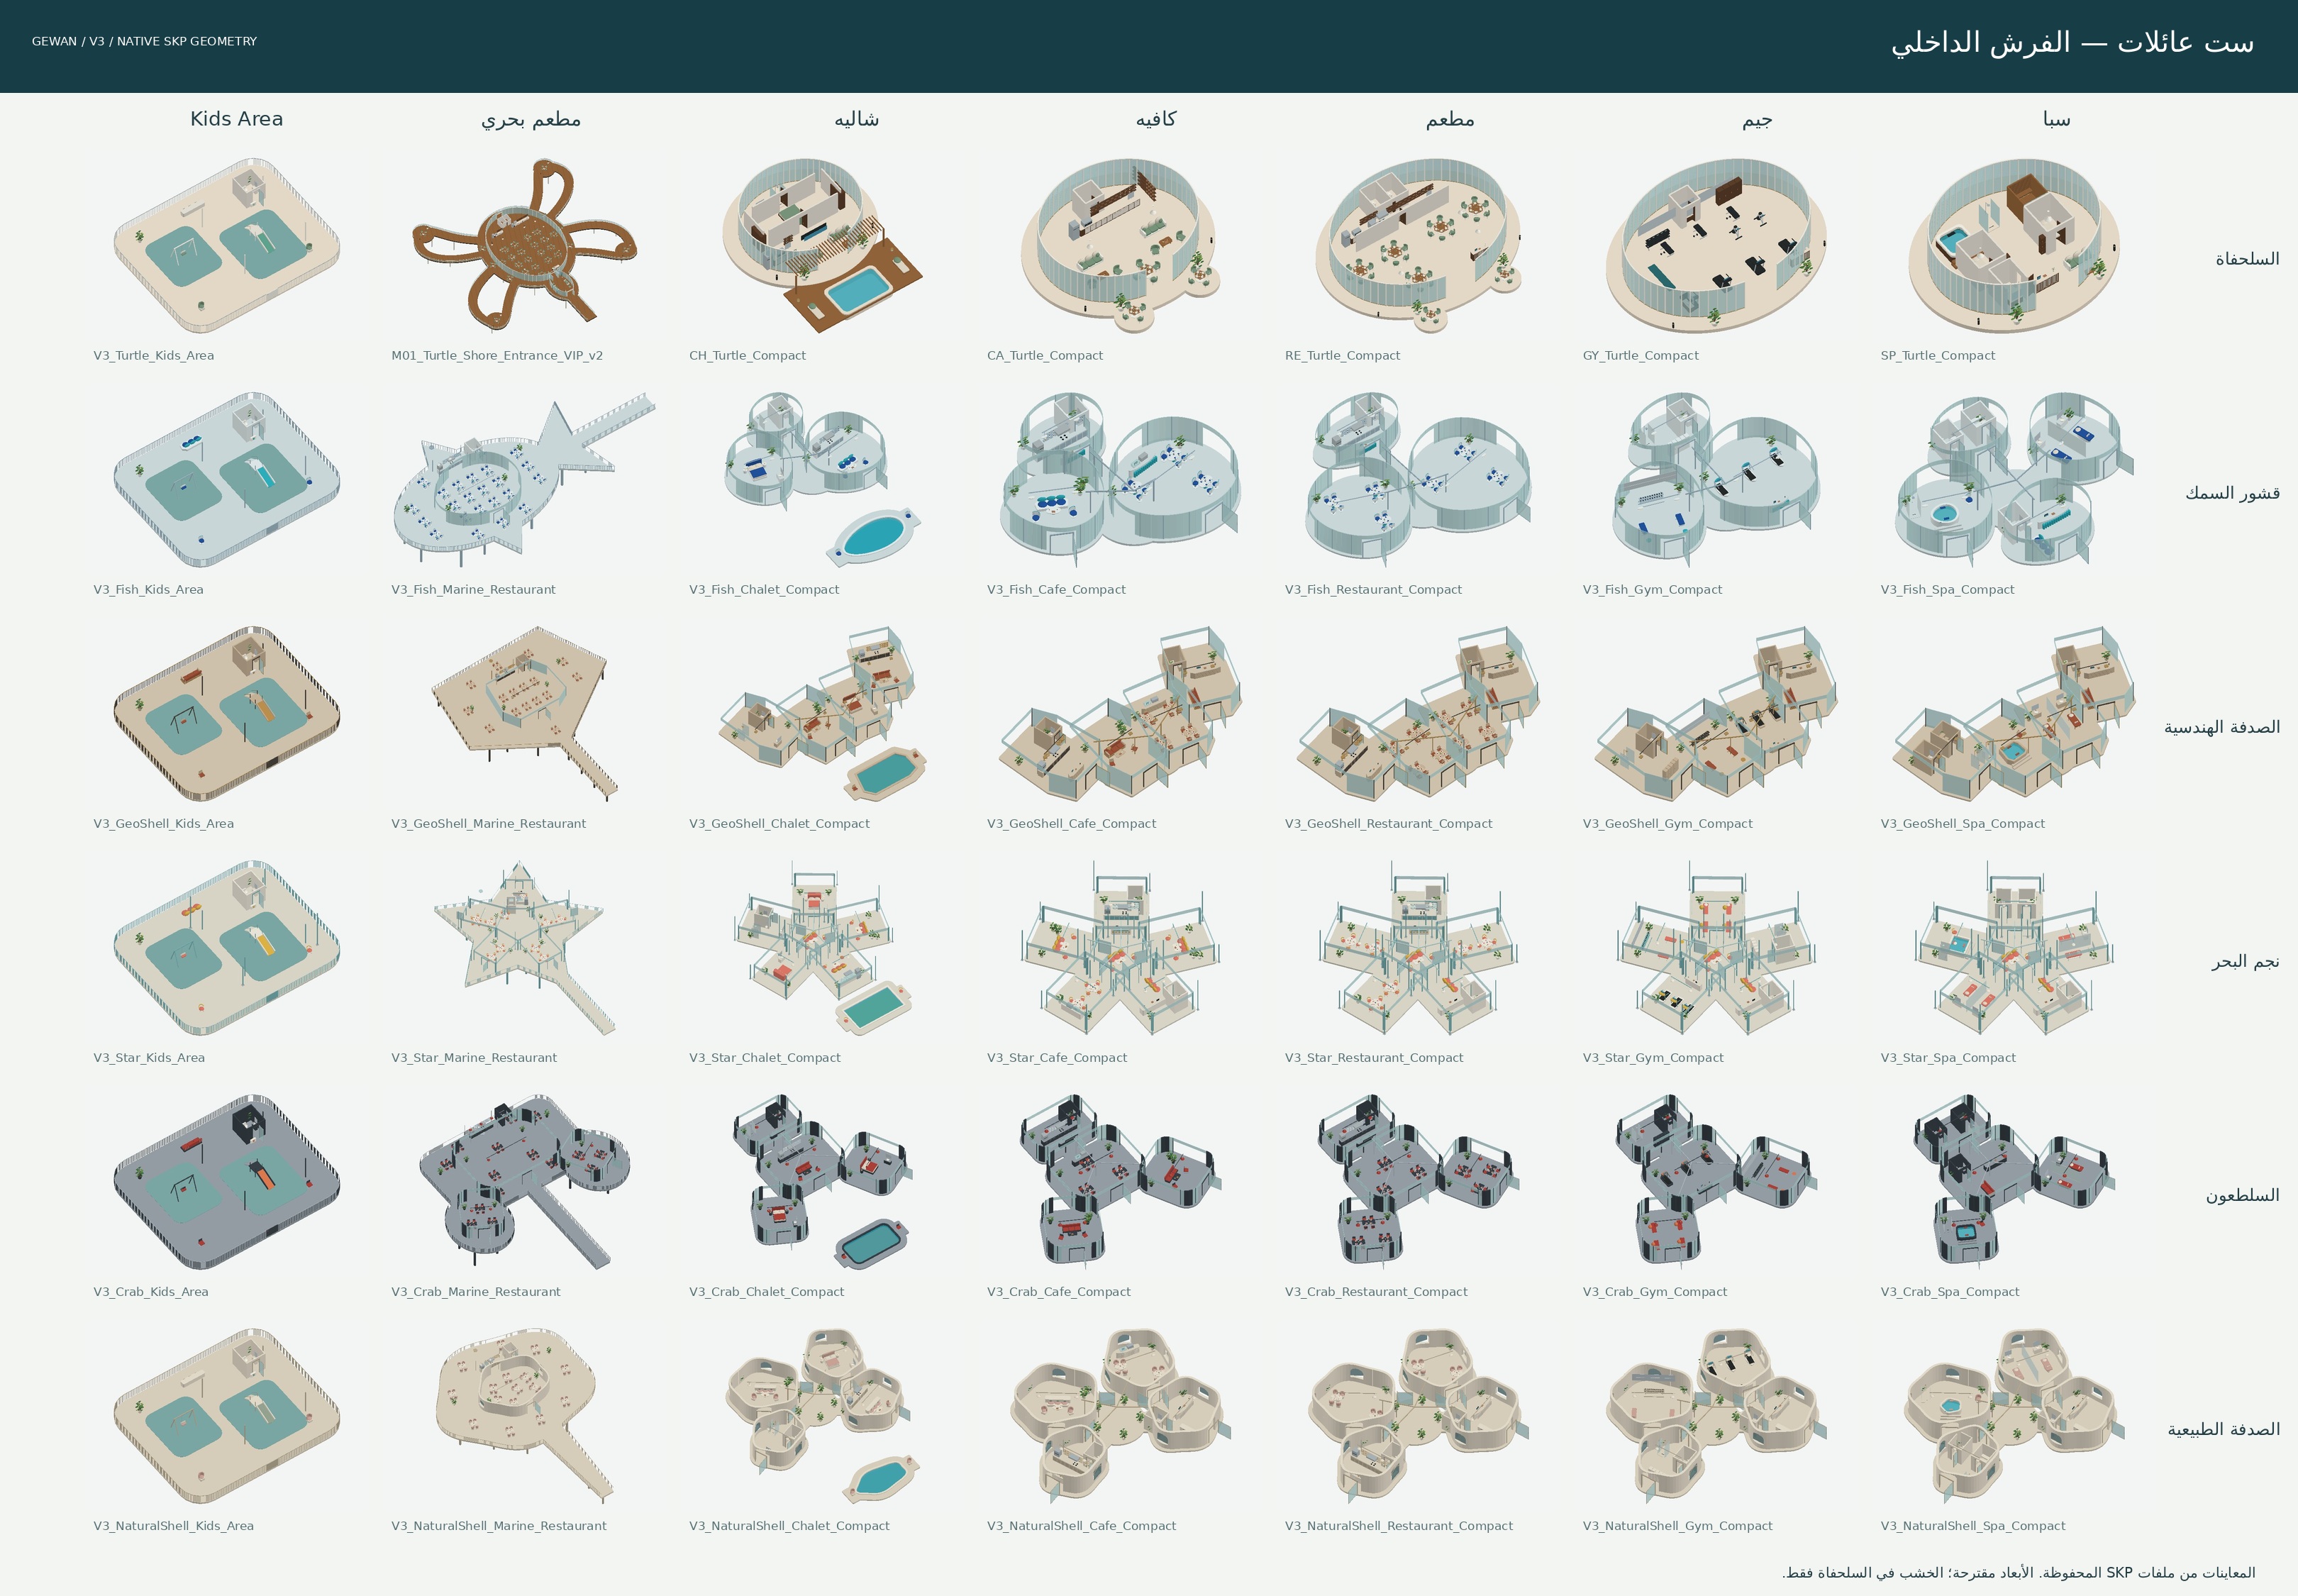 ست عائلات — الفرش الداخلي
GEWAN / V3 / NATIVE SKP GEOMETRY
سبا
جيم
مطعم
كافيه
شاليه
مطعم بحري
Kids Area
السلحفاة
V3_Turtle_Kids_Area
M01_Turtle_Shore_Entrance_VIP_v2
CH_Turtle_Compact
CA_Turtle_Compact
RE_Turtle_Compact
GY_Turtle_Compact
SP_Turtle_Compact
قشور السمك
V3_Fish_Kids_Area
V3_Fish_Marine_Restaurant
V3_Fish_Chalet_Compact
V3_Fish_Cafe_Compact
V3_Fish_Restaurant_Compact
V3_Fish_Gym_Compact
V3_Fish_Spa_Compact
الصدفة الهندسية
V3_GeoShell_Kids_Area
V3_GeoShell_Marine_Restaurant
V3_GeoShell_Chalet_Compact
V3_GeoShell_Cafe_Compact
V3_GeoShell_Restaurant_Compact
V3_GeoShell_Gym_Compact
V3_GeoShell_Spa_Compact
نجم البحر
V3_Star_Kids_Area
V3_Star_Marine_Restaurant
V3_Star_Chalet_Compact
V3_Star_Cafe_Compact
V3_Star_Restaurant_Compact
V3_Star_Gym_Compact
V3_Star_Spa_Compact
السلطعون
V3_Crab_Kids_Area
V3_Crab_Marine_Restaurant
V3_Crab_Chalet_Compact
V3_Crab_Cafe_Compact
V3_Crab_Restaurant_Compact
V3_Crab_Gym_Compact
V3_Crab_Spa_Compact
الصدفة الطبيعية
V3_NaturalShell_Kids_Area
V3_NaturalShell_Marine_Restaurant
V3_NaturalShell_Chalet_Compact
V3_NaturalShell_Cafe_Compact
V3_NaturalShell_Restaurant_Compact
V3_NaturalShell_Gym_Compact
V3_NaturalShell_Spa_Compact
المعاينات من ملفات SKP المحفوظة. الأبعاد مقترحة؛ الخشب في السلحفاة فقط.